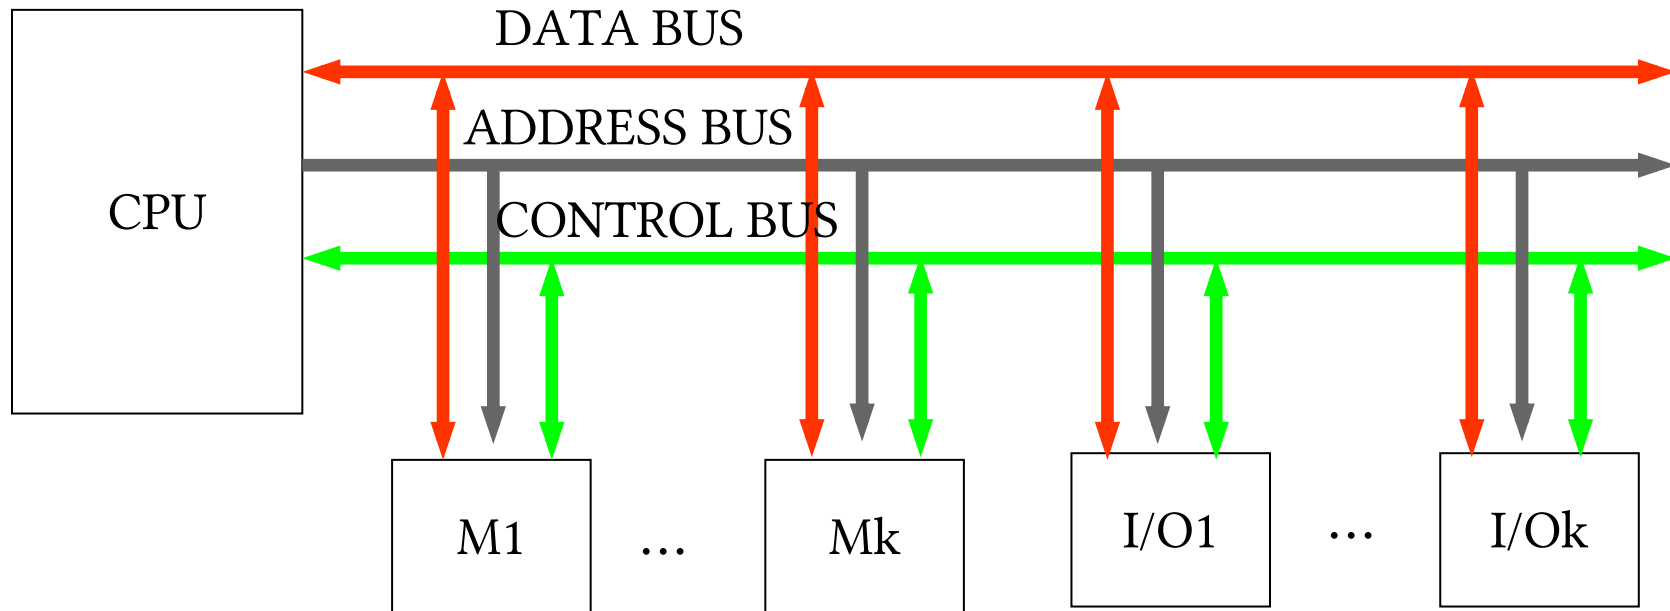 DATA BUS
ADDRESS BUS
CPU
CONTROL BUS
M1 ... Mk I/O1 ... I/Ok